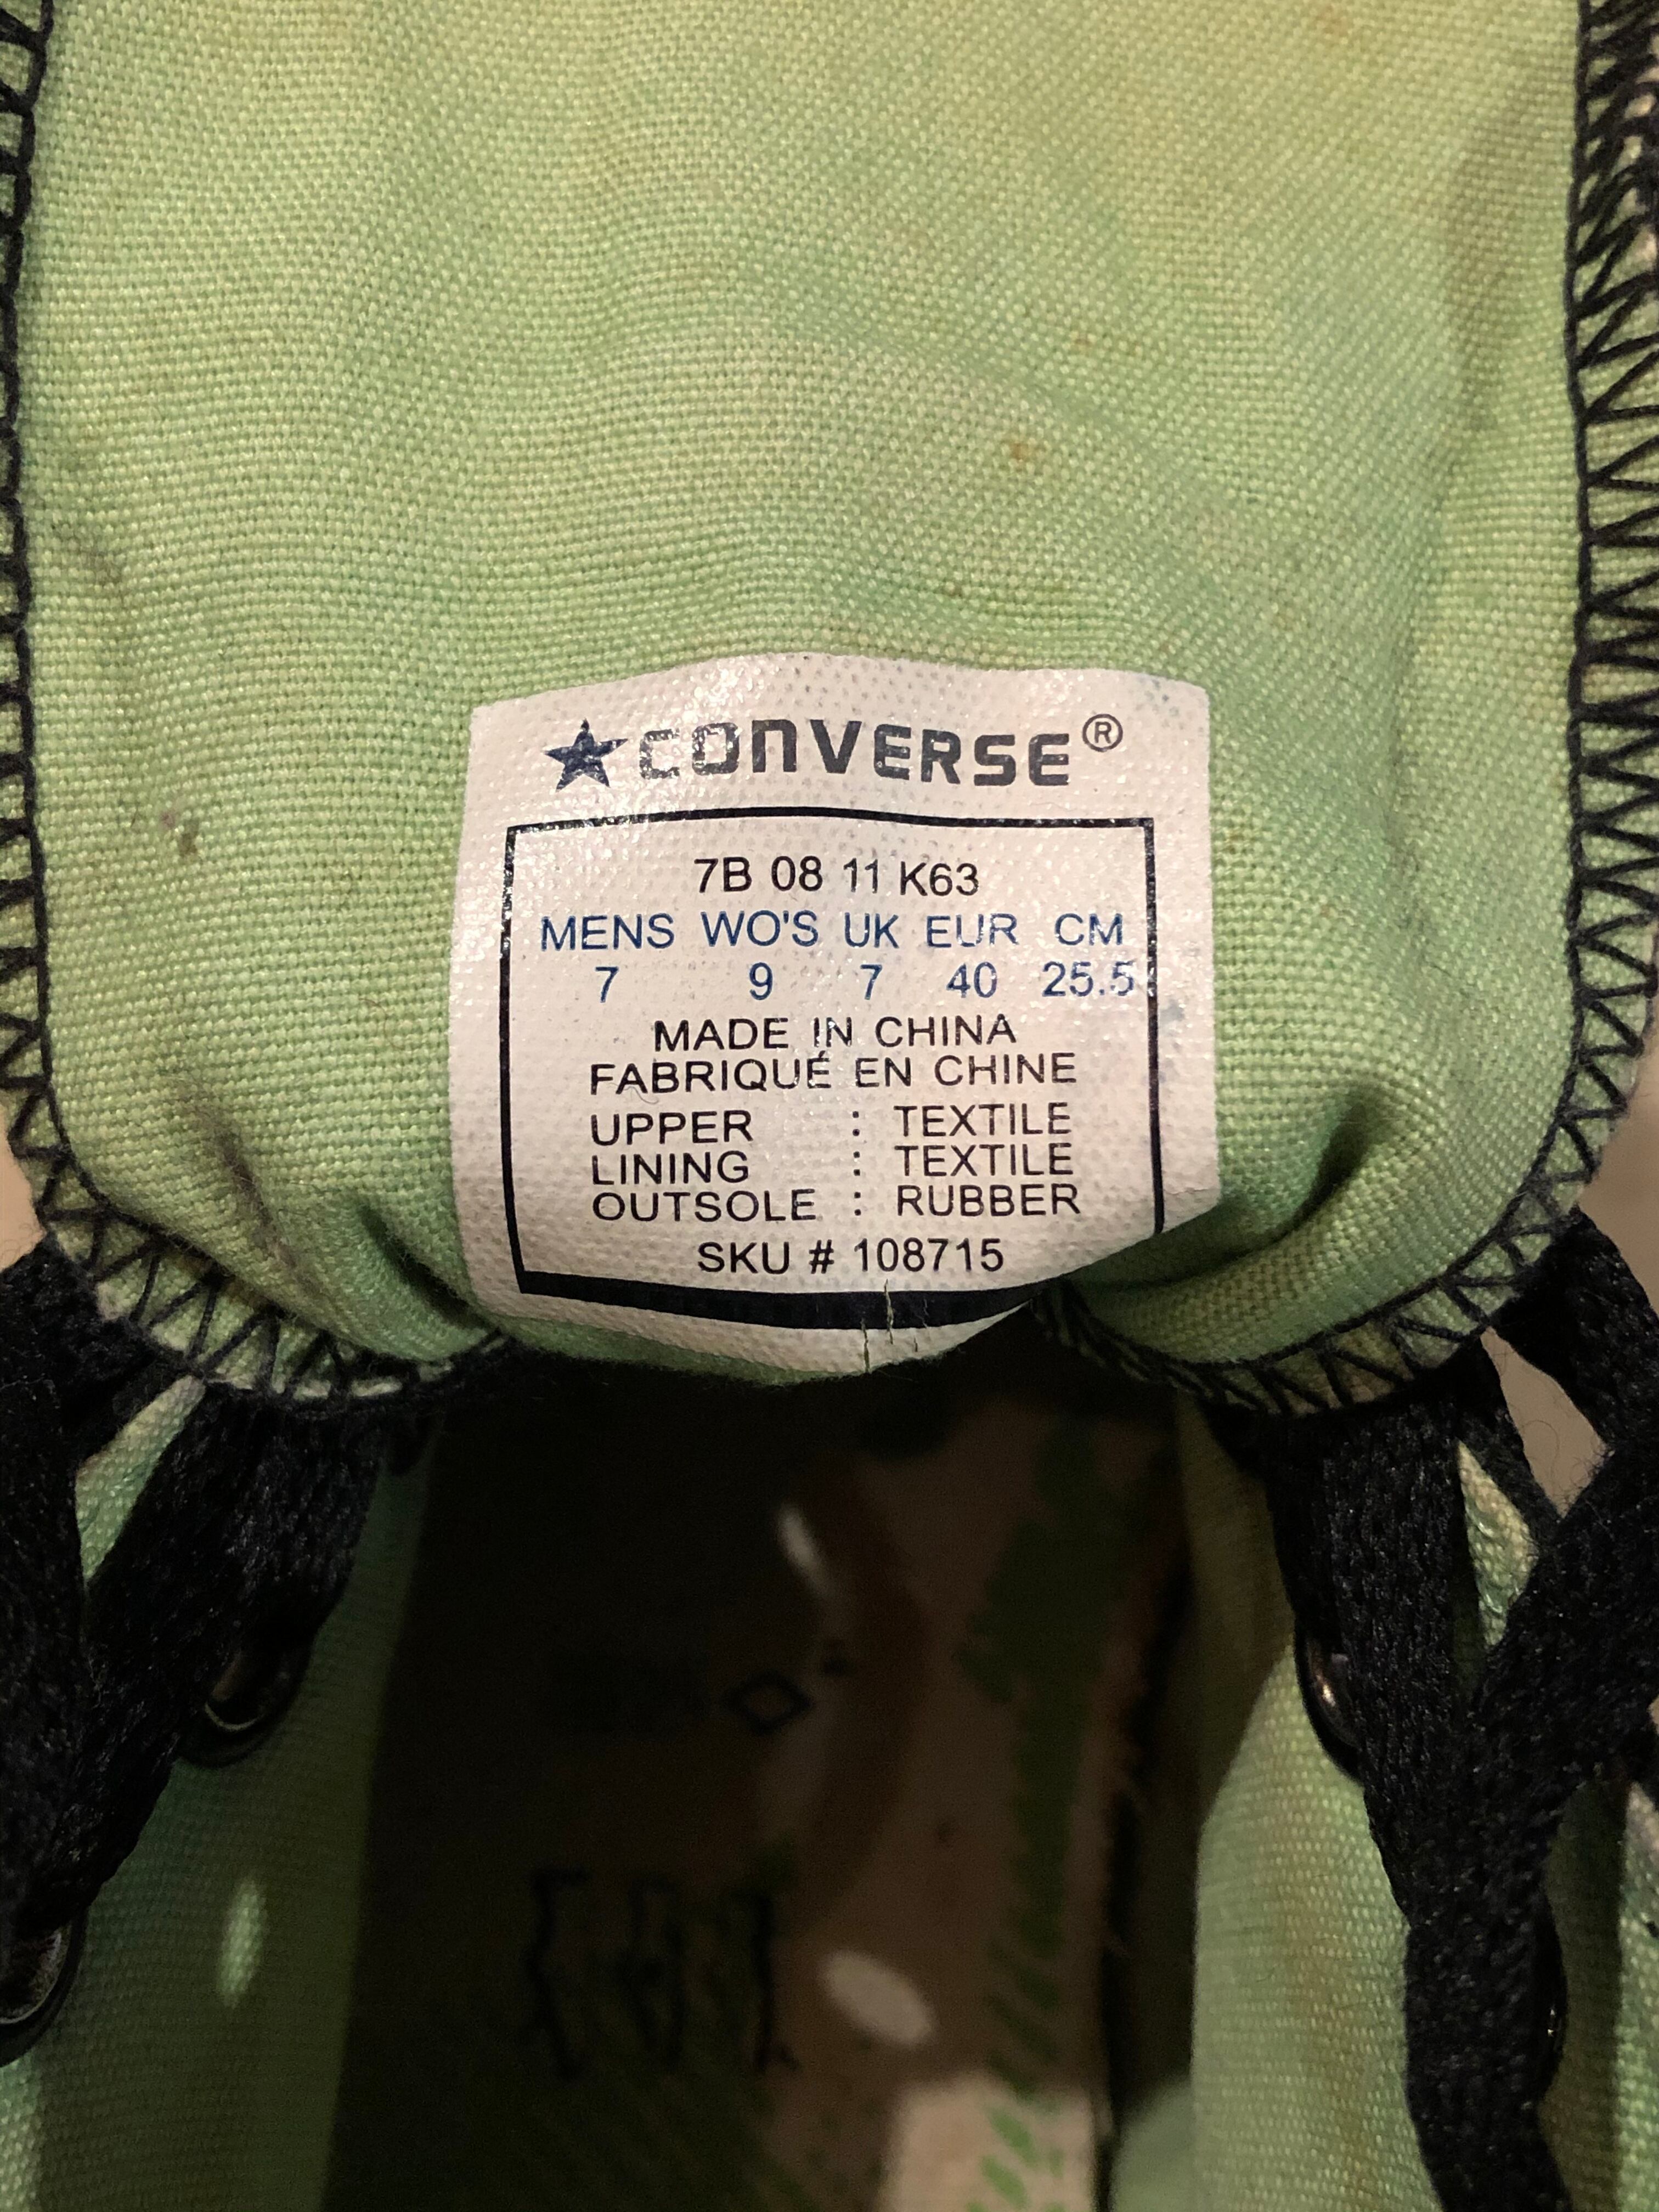 ★CONVERSE®
7B 08 11 K63
MENS WO'S UK EUR CM
7 9 7 40 25.5
MADE IN CHINA
FABRIQUÉ EN CHINE
UPPER : TEXTILE
LINING : TEXTILE
OUTSOLE : RUBBER
SKU # 108715